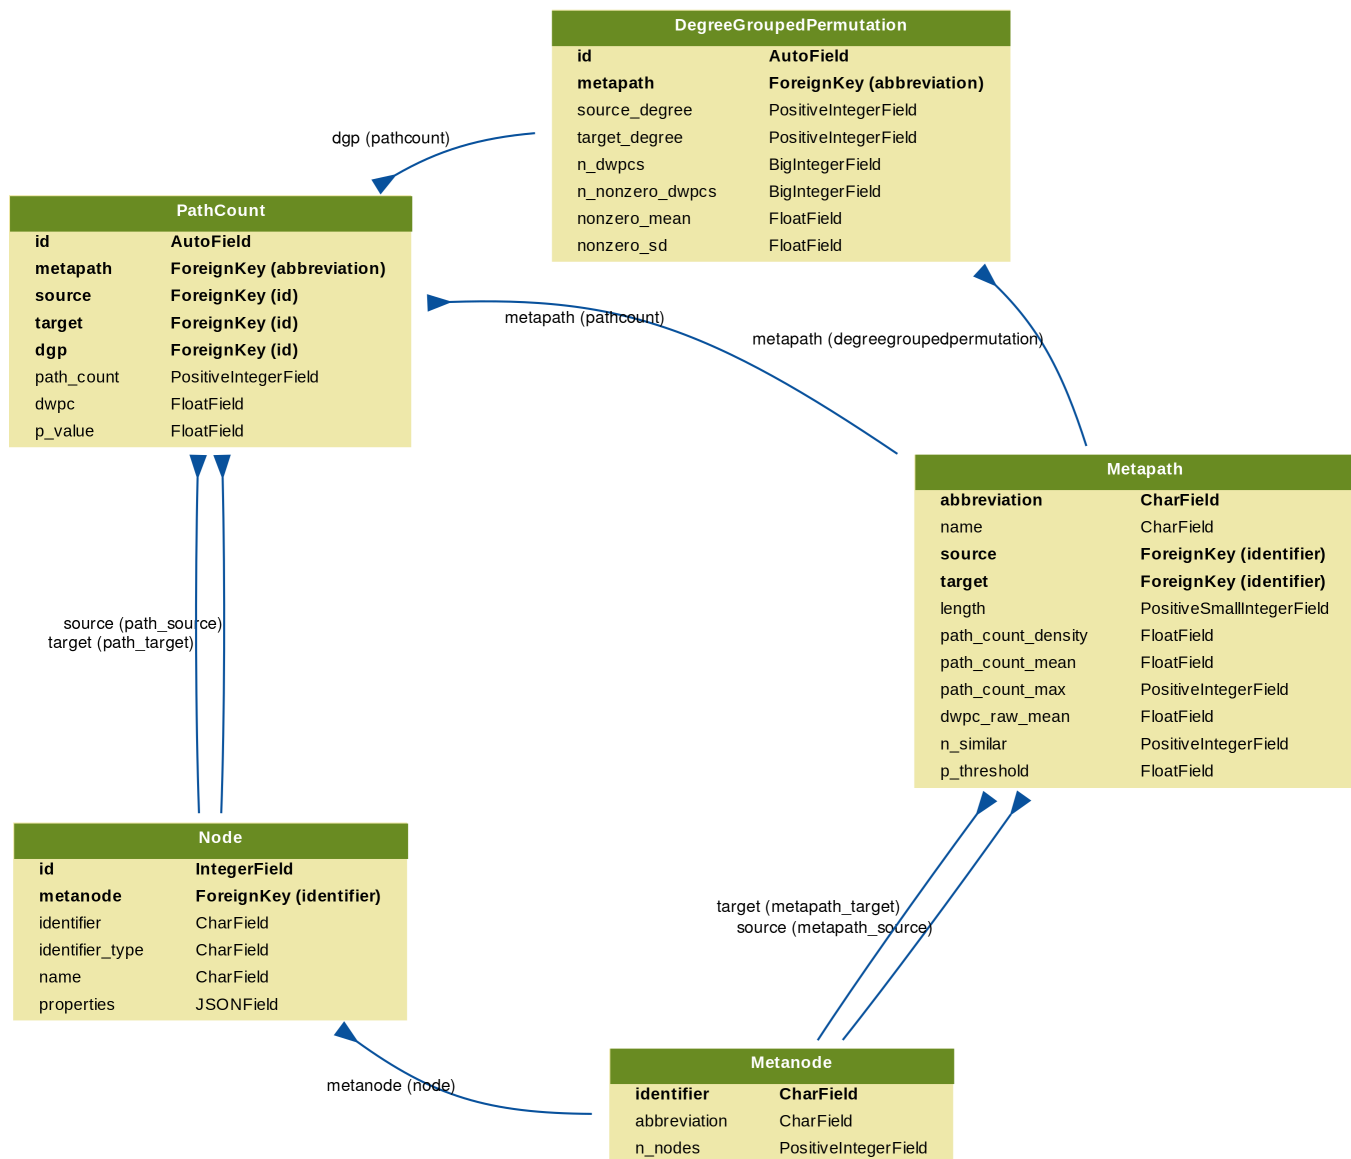 DegreeGroupedPermutation
id AutoField
metapath ForeignKey (abbreviation)
source_degree PositiveIntegerField
target_degree PositiveIntegerField
n_dwpcs BigIntegerField
n_nonzero_dwpcs BigIntegerField
nonzero_mean FloatField
nonzero_sd FloatField
dgp (pathcount)
PathCount
id AutoField
metapath ForeignKey (abbreviation)
source ForeignKey (id)
target ForeignKey (id)
dgp ForeignKey (id)
path_count PositiveIntegerField
dwpc FloatField
p_value FloatField
metapath (pathcount)
metapath (degreegroupedpermutation)
Metapath
abbreviation CharField
name CharField
source ForeignKey (identifier)
target ForeignKey (identifier)
length PositiveSmallIntegerField
path_count_density FloatField
path_count_mean FloatField
path_count_max PositiveIntegerField
dwpc_raw_mean FloatField
n_similar PositiveIntegerField
p_threshold FloatField
source (path_source)
target (path_target)
Node
id IntegerField
metanode ForeignKey (identifier)
identifier CharField
identifier_type CharField
name CharField
properties JSONField
target (metapath_target)
source (metapath_source)
metanode (node)
Metanode
identifier CharField
abbreviation CharField
n_nodes PositiveIntegerField